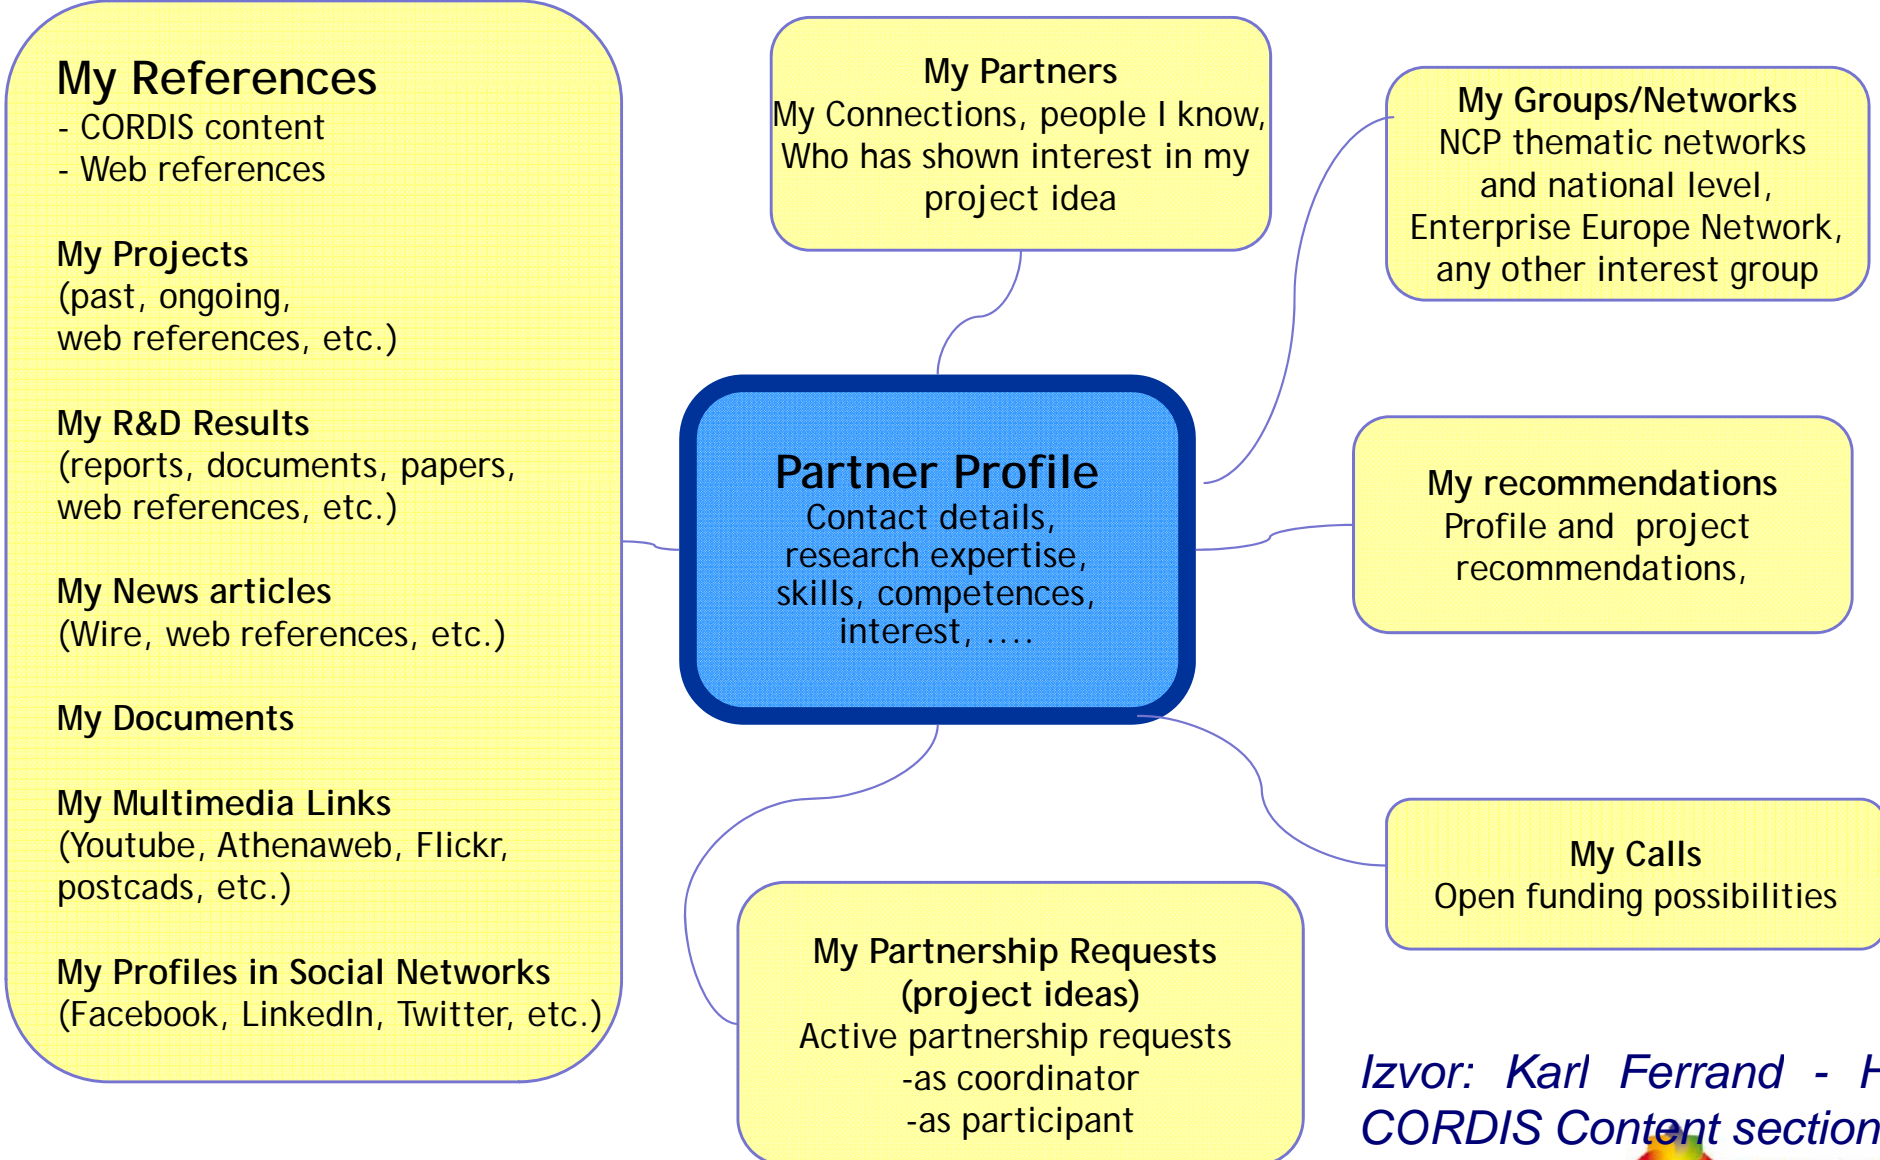 My References
- CORDIS content
- Web references
My Projects
(past, ongoing,
web references, etc.)
My R&D Results
(reports, documents, papers,
web references, etc.)
My News articles
(Wire, web references, etc.)
My Documents
My Multimedia Links
(Youtube, Athenaweb, Flickr,
postcads, etc.)
My Profiles in Social Networks
(Facebook, LinkedIn, Twitter, etc.)
My Partners
My Connections, people I know,
Who has shown interest in my
project idea
My Groups/Networks
NCP thematic networks
and national level,
Enterprise Europe Network,
any other interest group
Partner Profile
Contact details,
research expertise,
skills, competences,
interest, ....
My recommendations
Profile and project
recommendations,
My Calls
Open funding possibilities
My Partnership Requests
(project ideas)
Active partnership requests
-as coordinator
-as participant
Izvor: Karl Ferrand -
CORDIS Content section